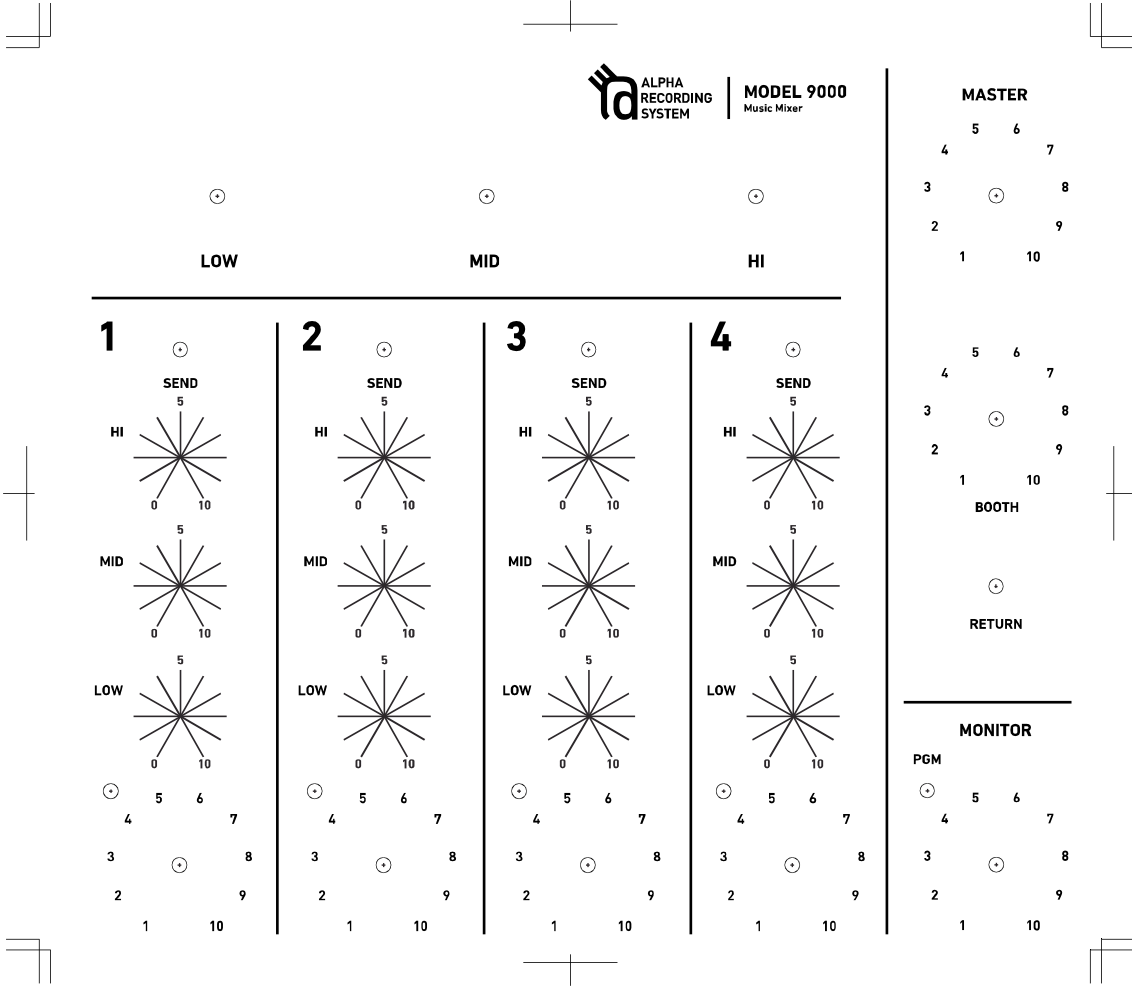 ALPHA
RECORDING
SYSTEM
MODEL 9000
Music Mixer
LOW MID HI
1 2 3 4
SEND SEND SEND SEND
5 5 5 5
HI HI HI HI
0 10 0 10 0 10 0 10
5 5 5 5
MID MID MID MID
0 10 0 10 0 10 0 10
5 5 5 5
LOW LOW LOW LOW
0 10 0 10 0 10 0 10
5 6 5 6 5 6 5 6
4 7 4 7 4 7 4 7
3 8 3 8 3 8 3 8
2 9 2 9 2 9 2 9
1 10 1 10 1 10 1 10
MASTER
5 6
4 7
3 8
2 9
1 10
5 6
4 7
3 8
2 9
1 10
BOOTH
RETURN
MONITOR
PGM
5 6
4 7
3 8
2 9
1 10